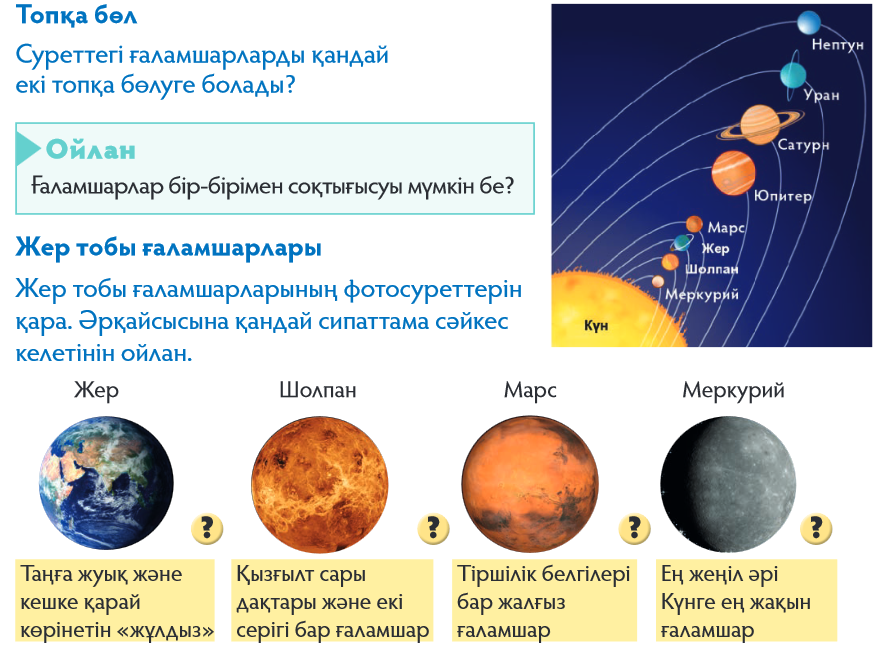 Топқа бөл
Суреттегі ғаламшарларды қандай
екі топқа бөлуге болады?
Ойлан
Ғаламшарлар бір-бірімен соқтығысуы мүмкін бе?
Нептун
Уран
Сатурн
Юпитер
Марс
Жер
Шолпан
Меркурий
Күн
Жер тобы ғаламшарлары
Жер тобы ғаламшарларының фотосуреттерін
қара. Әрқайсысына қандай сипаттама сәйкес
келетінін ойлан.
Жер
Шолпан
Марс
Меркурий
?
?
?
?
Таңға жуық және
кешке қарай
көрінетін «жұлдыз»
Қызғылт сары
дақтары және екі
серігі бар ғаламшар
Тіршілік белгілері
бар жалғыз
ғаламшар
Ең жеңіл әрі
Күнге ең жақын
ғаламшар